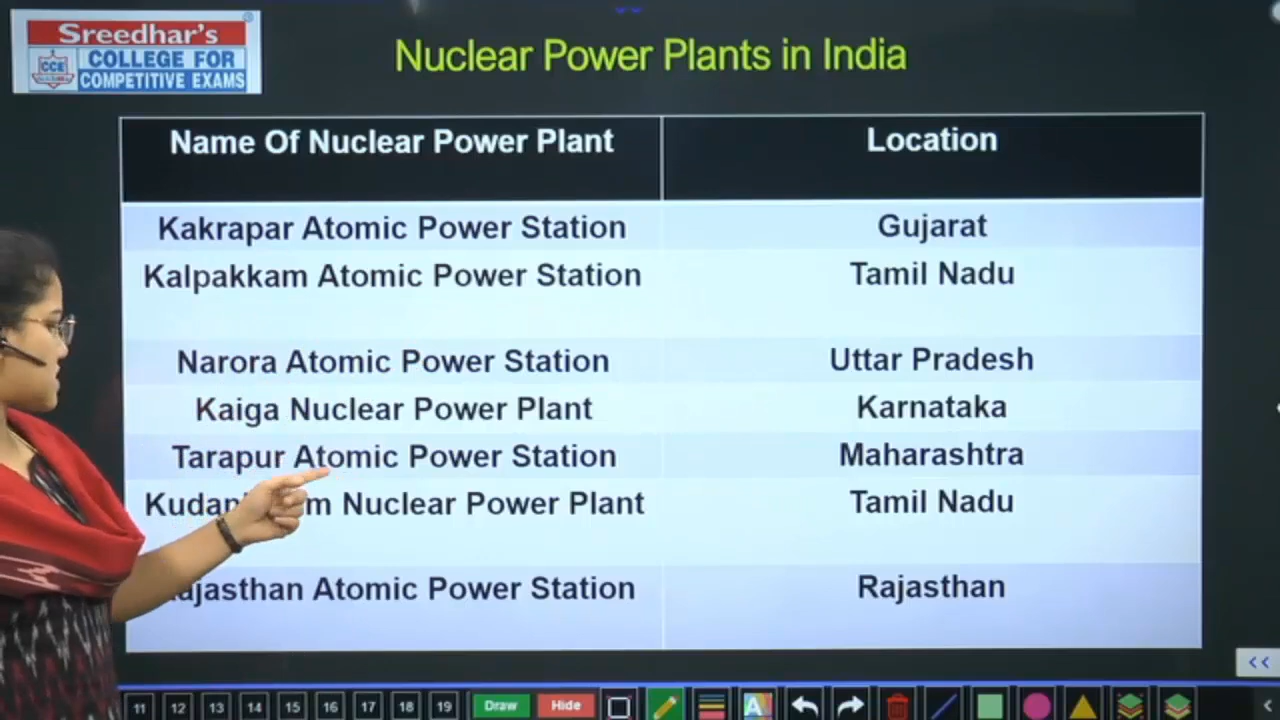 Sreedhar's
CCE
COLLEGE FOR
COMPETITIVE EXAMS
Nuclear Power Plants in India
Name Of Nuclear Power Plant Location
Kakrapar Atomic Power Station Gujarat
Kalpakkam Atomic Power Station Tamil Nadu
Narora Atomic Power Station Uttar Pradesh
Kaiga Nuclear Power Plant Karnataka
Tarapur Atomic Power Station Maharashtra
Nuclear Power Plant Tamil Nadu
Atomic Power Station Rajasthan
11 12 13 14 15 16 17 18 19 Draw Hide